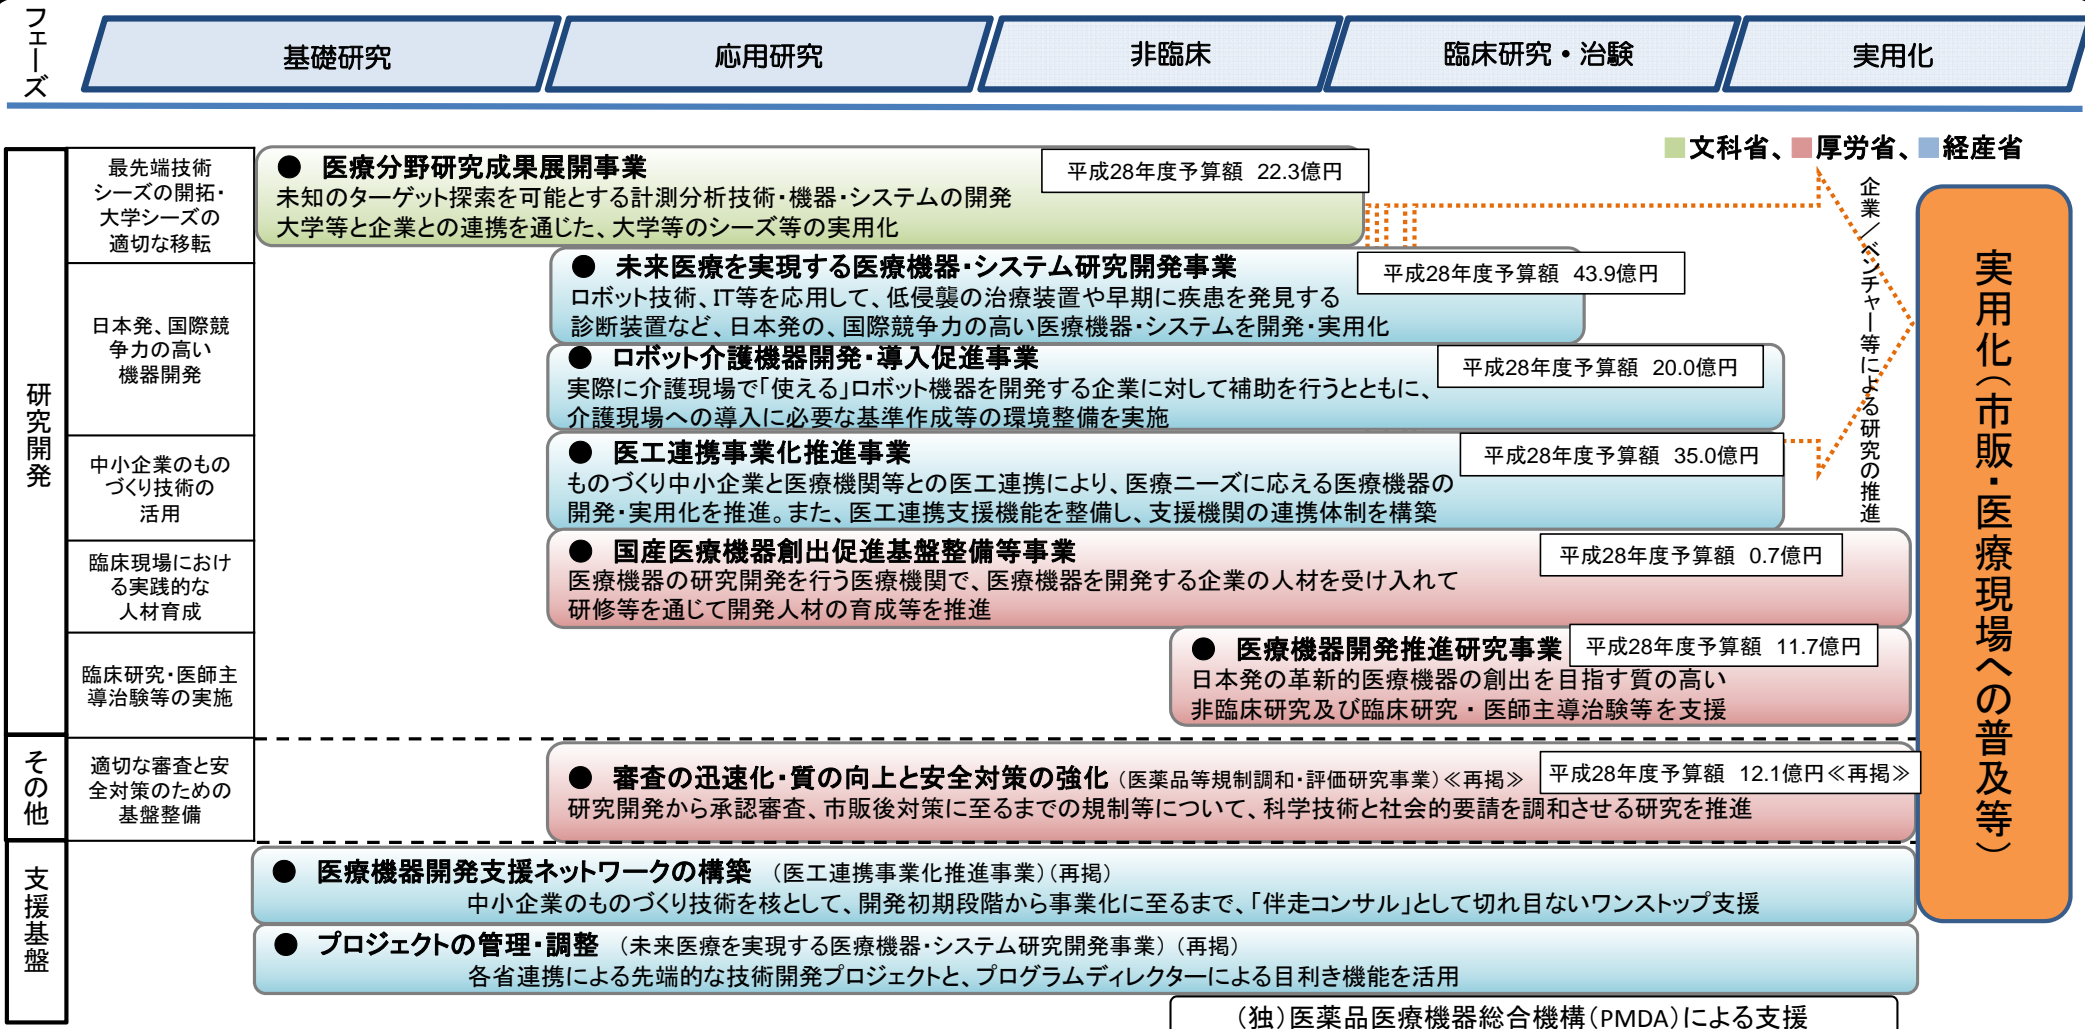 フェーズ
基礎研究
応用研究
非臨床
臨床研究・治験
実用化
■文科省、■厚労省、■経産省
研究開発
最先端技術
シーズの開拓・
大学シーズの
適切な移転
● 医療分野研究成果展開事業
平成28年度予算額 22.3億円
未知のターゲット探索を可能とする計測分析技術・機器・システムの開発
大学等と企業との連携を通じた、大学等のシーズ等の実用化
日本発、国際競
争力の高い
機器開発
● 未来医療を実現する医療機器・システム研究開発事業
平成28年度予算額 43.9億円
ロボット技術、IT等を応用して、低侵襲の治療装置や早期に疾患を発見する
診断装置など、日本発の、国際競争力の高い医療機器・システムを開発・実用化
● ロボット介護機器開発・導入促進事業
平成28年度予算額 20.0億円
実際に介護現場で「使える」ロボット機器を開発する企業に対して補助を行うとともに、
介護現場への導入に必要な基準作成等の環境整備を実施
中小企業のもの
づくり技術の
活用
● 医工連携事業化推進事業
平成28年度予算額 35.0億円
ものづくり中小企業と医療機関等との医工連携により、医療ニーズに応える医療機器の
開発・実用化を推進。また、医工連携支援機能を整備し、支援機関の連携体制を構築
臨床現場におけ
る実践的な
人材育成
● 国産医療機器創出促進基盤整備等事業
平成28年度予算額 0.7億円
医療機器の研究開発を行う医療機関で、医療機器を開発する企業の人材を受け入れて
研修等を通じて開発人材の育成等を推進
臨床研究・医師主
導治験等の実施
● 医療機器開発推進研究事業
平成28年度予算額 11.7億円
日本発の革新的医療機器の創出を目指す質の高い
非臨床研究及び臨床研究・医師主導治験等を支援
企業／ベンチャー等による研究の推進
実用化（市販・医療現場への普及等）
その他
適切な審査と安
全対策のための
基盤整備
● 審査の迅速化・質の向上と安全対策の強化（医薬品等規制調和・評価研究事業）≪再掲≫
平成28年度予算額 12.1億円≪再掲≫
研究開発から承認審査、市販後対策に至るまでの規制等について、科学技術と社会的要請を調和させる研究を推進
支援基盤
● 医療機器開発支援ネットワークの構築 （医工連携事業化推進事業）（再掲）
中小企業のものづくり技術を核として、開発初期段階から事業化に至るまで、「伴走コンサル」として切れ目ないワンストップ支援
● プロジェクトの管理・調整 （未来医療を実現する医療機器・システム研究開発事業）（再掲）
各省連携による先端的な技術開発プロジェクトと、プログラムディレクターによる目利き機能を活用
（独）医薬品医療機器総合機構（PMDA）による支援